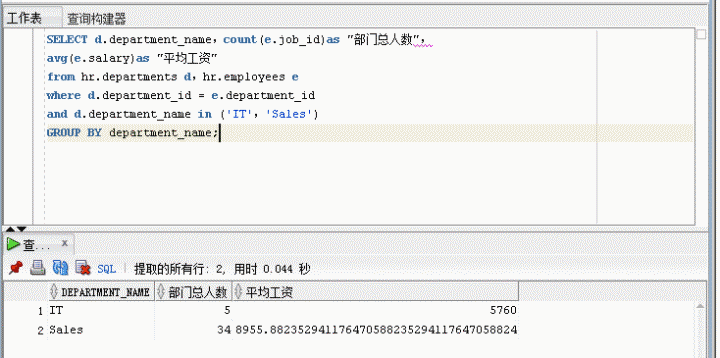 工作表 查询构建器
SELECT d.department_name，count(e.job_id)as "部门总人数"，
avg(e.salary)as "平均工资"
from hr.departments d，hr.employees e
where d.department_id = e.department_id
and d.department_name in ('IT'，'Sales')
GROUP BY department_name;
查... x
SQL | 提取的所有行: 2, 用时 0.044 秒
DEPARTMENT_NAME 部门总人数 平均工资
1 IT 5 5760
2 Sales 34 8955.88235294117647058823529411764705882